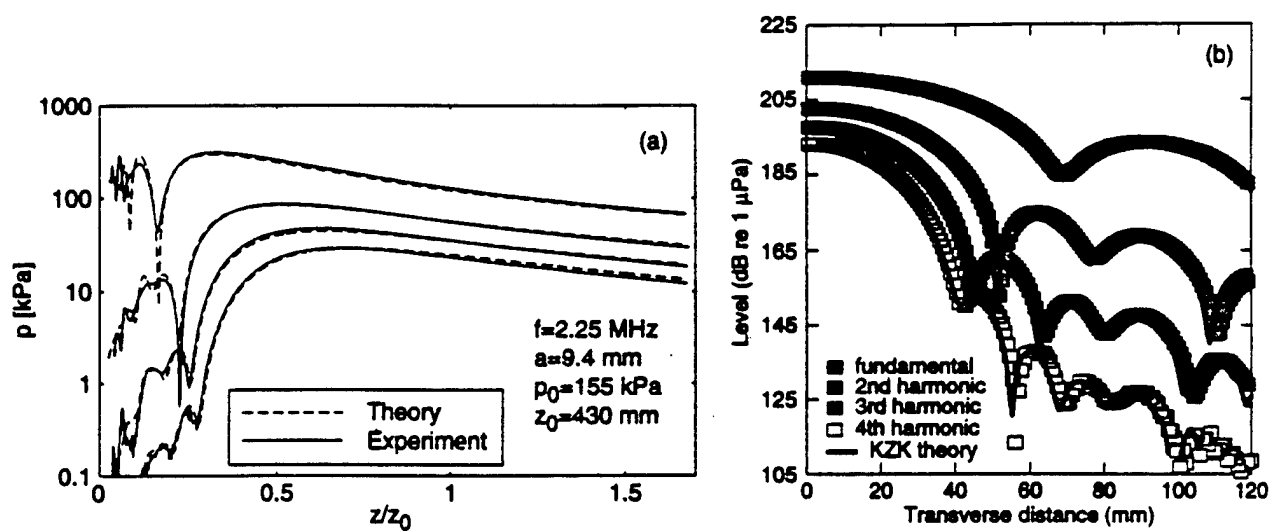 1000
100
10
1
0.1
p [kPa]
(a)
f=2.25 MHz
a=9.4 mm
p0=155 kPa
z0=430 mm
Theory
Experiment
0
0.5
1
1.5
z/z0
225
205
185
165
145
125
105
Level (dB re 1 μPa)
(b)
fundamental
2nd harmonic
3rd harmonic
4th harmonic
KZK theory
0 20 40 60 80 100 120
Transverse distance (mm)